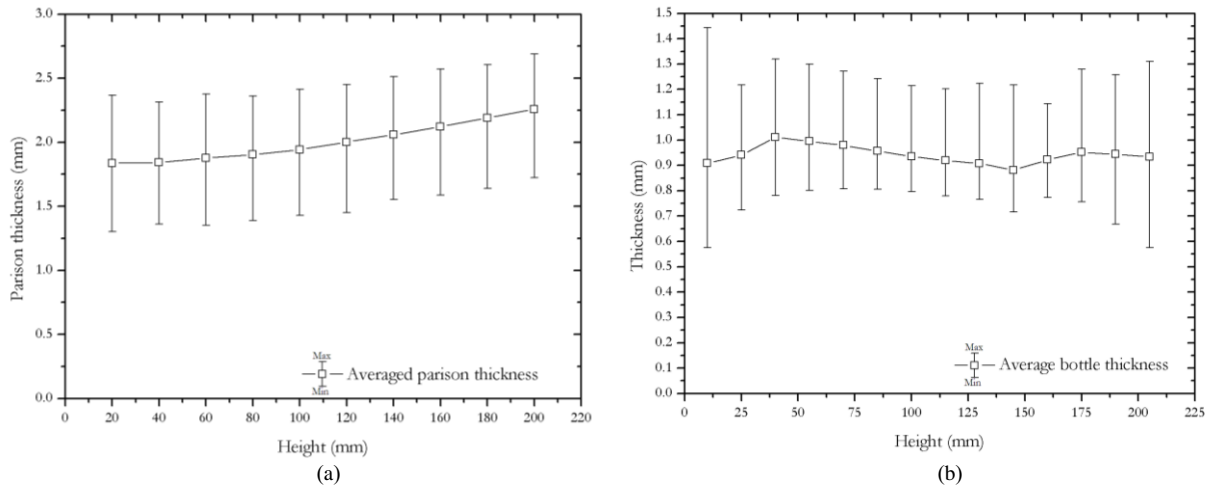 3.0
2.5
2.0
1.5
1.0
0.5
0.0
Parison thickness (mm)
Max
Averaged parison thickness
Min
0 20 40 60 80 100 120 140 160 180 200 220
Height (mm)
(a)
1.5
1.4
1.3
1.2
1.1
1.0
0.9
0.8
0.7
0.6
0.5
0.4
0.3
0.2
0.1
0.0
Thickness (mm)
Max
Average bottle thickness
Min
0 25 50 75 100 125 150 175 200 225
Height (mm)
(b)